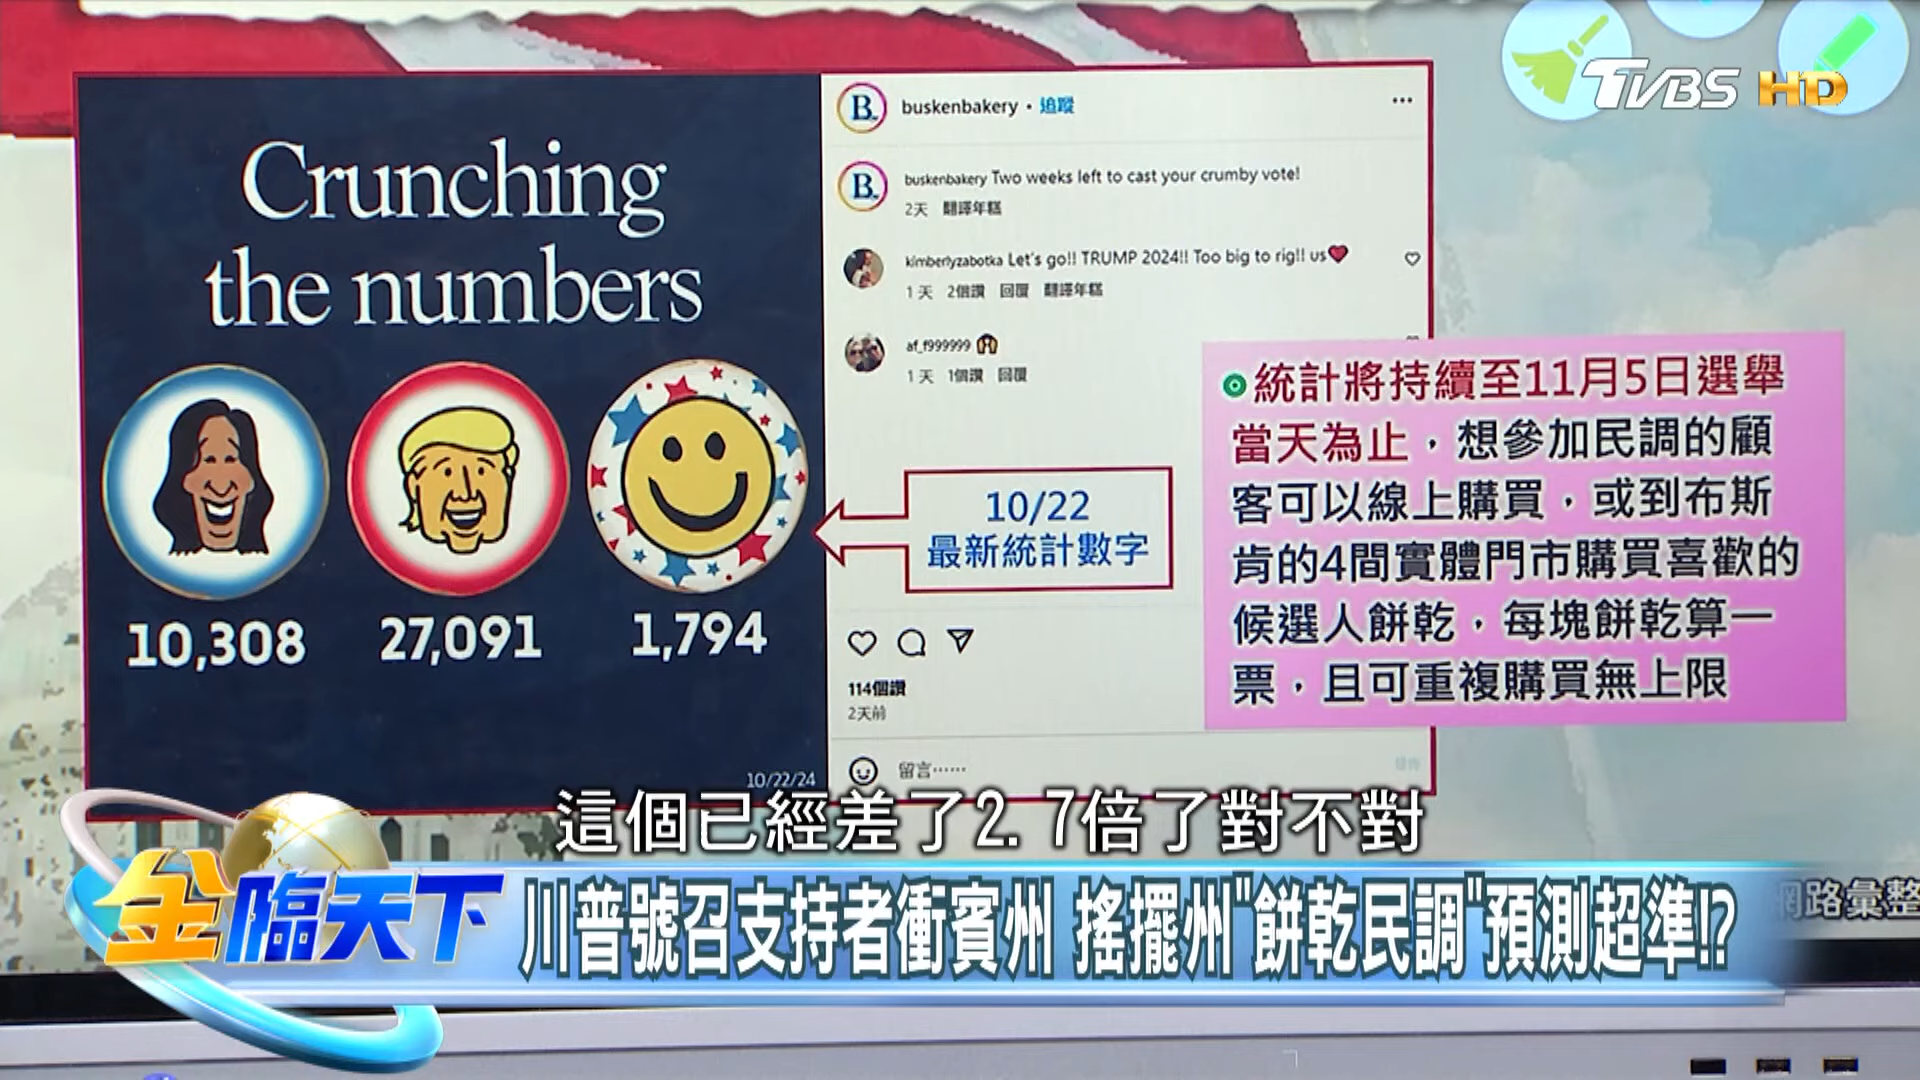 TVBS HD
Crunching
the numbers
10,308
27,091
1,794
10/22/24
B.
buskenbakery • 追蹤
B.
buskenbakery Two weeks left to cast your crumby vote!
2天 翻譯年糕
kimberlyzabotka Let's go!! TRUMP 2024!! Too big to rig!! us❤
1天 2個讚 回覆 翻譯年糕
af_f999999
1天 1個讚 回覆
10/22
最新統計數字
114個讚
2天前
留言……
統計將持續至11月5日選舉
當天為止，想參加民調的顧
客可以線上購買，或到布斯
肯的4間實體門市購買喜歡的
候選人餅乾，每塊餅乾算一
票，且可重複購買無上限
這個已經差了2.7倍了對不對
金臨天下
川普號召支持者衝賓州 搖擺州"餅乾民調"預測超準!?
網路彙整